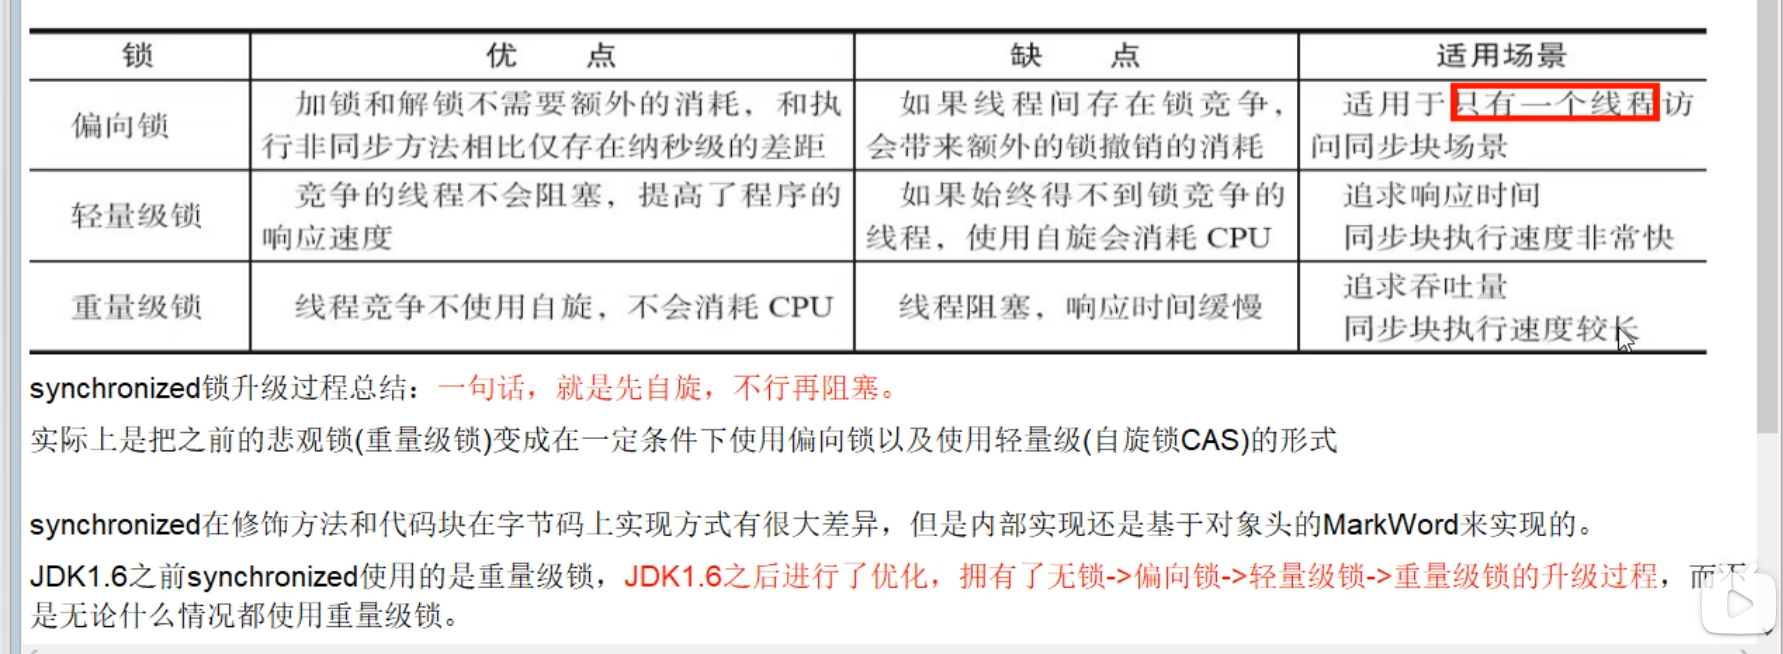 锁 优点 缺点 适用场景
偏向锁
加锁和解锁不需要额外的消耗，和执
行非同步方法相比仅存在纳秒级的差距
如果线程间存在锁竞争，
会带来额外的锁撤销的消耗
适用于只有一个线程访
问同步块场景
轻量级锁
竞争的线程不会阻塞，提高了程序的
响应速度
如果始终得不到锁竞争的
线程，使用自旋会消耗 CPU
追求响应时间
同步块执行速度非常快
重量级锁
线程竞争不使用自旋，不会消耗 CPU
线程阻塞，响应时间缓慢
追求吞吐量
同步块执行速度较长
synchronized锁升级过程总结：一句话，就是先自旋，不行再阻塞。
实际上是把之前的悲观锁(重量级锁)变成在一定条件下使用偏向锁以及使用轻量级(自旋锁CAS)的形式
synchronized在修饰方法和代码块在字节码上实现方式有很大差异，但是内部实现还是基于对象头的MarkWord来实现的。
JDK1.6之前synchronized使用的是重量级锁，JDK1.6之后进行了优化，拥有了无锁->偏向锁->轻量级锁->重量级锁的升级过程，而不
是无论什么情况都使用重量级锁。